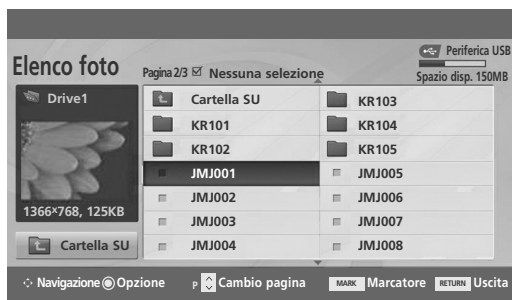 Elenco foto
Pagina 2/3
Nessuna selezione
Periferica USB
Spazio disp. 150MB
Drive1
1366×768, 125KB
Cartella SU
Cartella SU
KR101
KR102
JMJ001
JMJ002
JMJ003
JMJ004
KR103
KR104
KR105
JMJ005
JMJ006
JMJ007
JMJ008
Navigazione Opzione P Cambio pagina MARK Marcatore RETURN Uscita